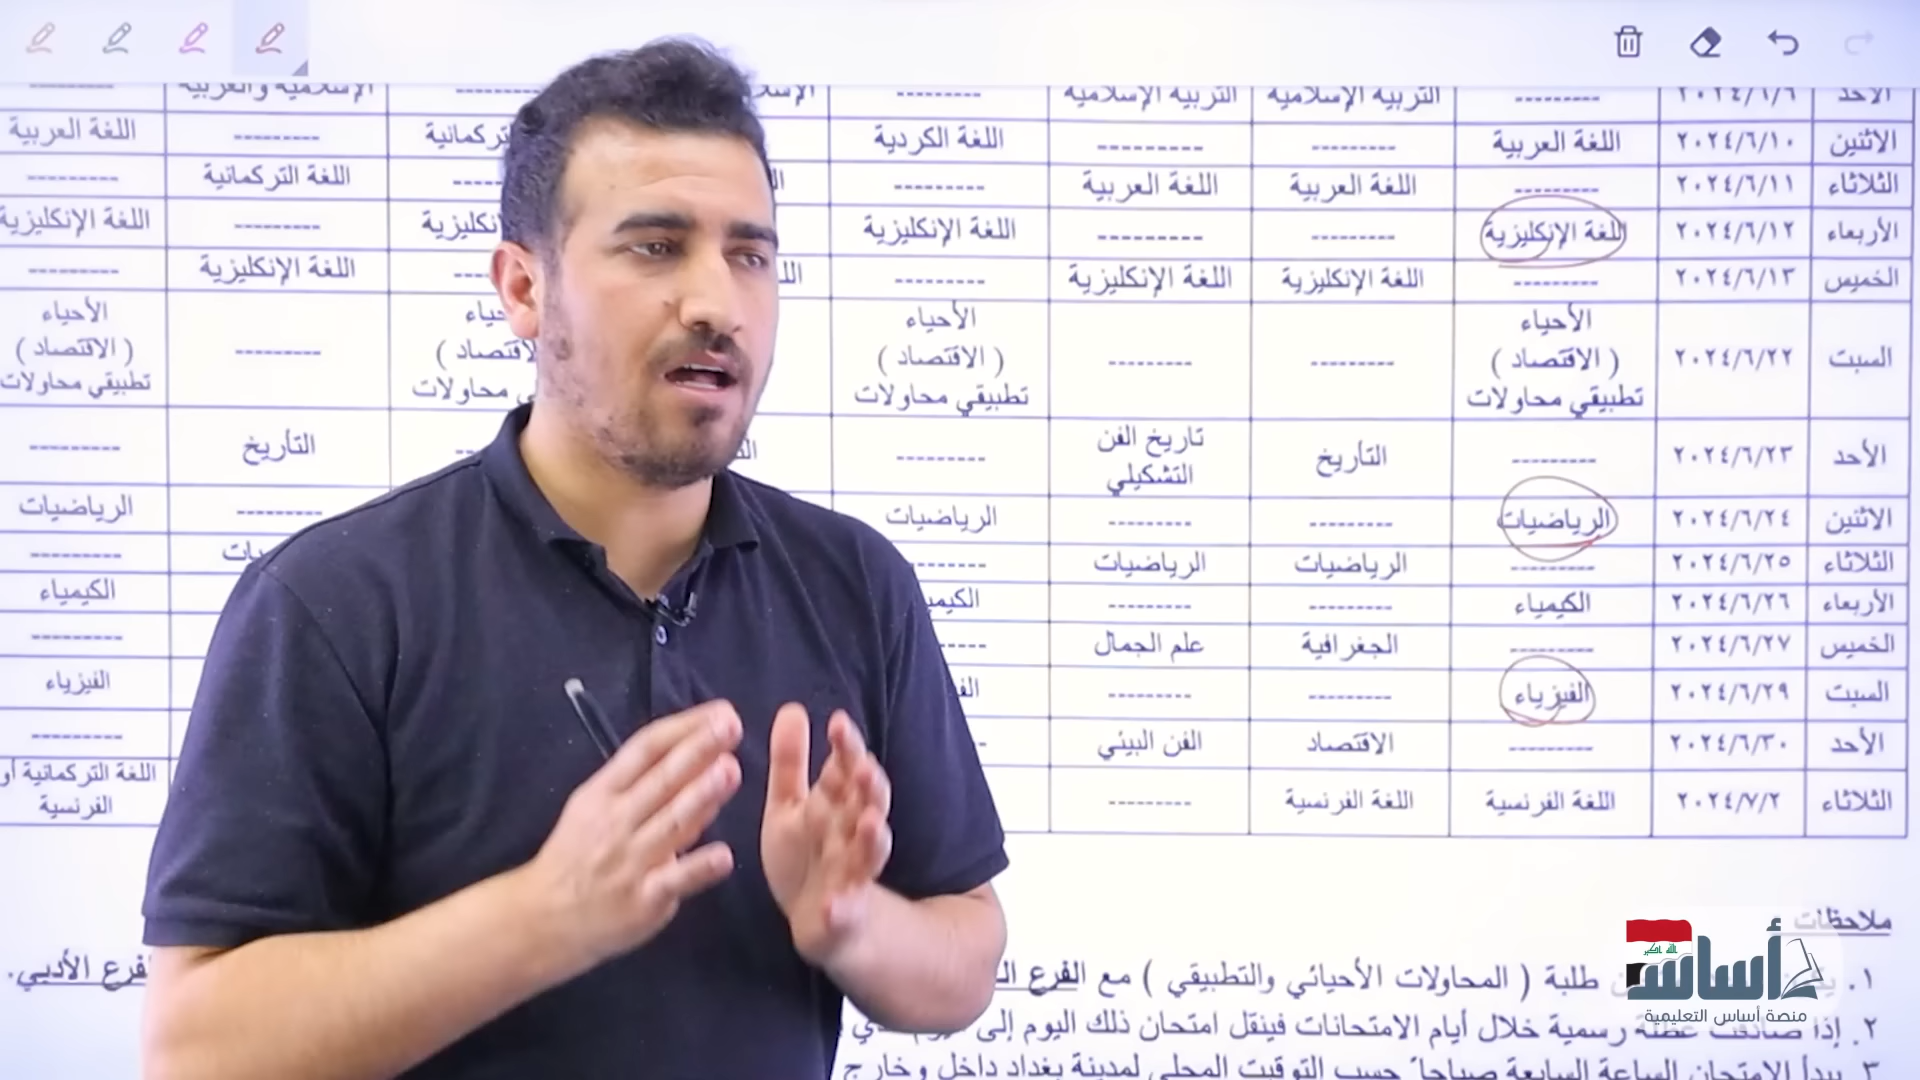 الأحد ٢٠٢٤/٦/٩ --------- التربية الإسلامية التربية الإسلامية --------- --------- الإسلامية والعربية ---------
الاثنين ٢٠٢٤/٦/١٠ اللغة العربية --------- --------- اللغة الكردية --------- اللغة العربية
الثلاثاء ٢٠٢٤/٦/١١ --------- اللغة العربية اللغة العربية --------- اللغة التركمانية ---------
الأربعاء ٢٠٢٤/٦/١٢ اللغة الإنكليزية --------- --------- اللغة الإنكليزية --------- اللغة الإنكليزية
الخميس ٢٠٢٤/٦/١٣ --------- اللغة الإنكليزية اللغة الإنكليزية --------- اللغة الإنكليزية ---------
السبت ٢٠٢٤/٦/٢٢ الأحياء ( الاقتصاد ) تطبيقي محاولات --------- --------- الأحياء ( الاقتصاد ) تطبيقي محاولات محاولات --------- الأحياء ( الاقتصاد ) تطبيقي محاولات
الأحد ٢٠٢٤/٦/٢٣ --------- التأريخ تاريخ الفن التشكيلي --------- التأريخ ---------
الاثنين ٢٠٢٤/٦/٢٤ الرياضيات --------- --------- الرياضيات --------- الرياضيات
الثلاثاء ٢٠٢٤/٦/٢٥ --------- الرياضيات الرياضيات --------- ---------
الأربعاء ٢٠٢٤/٦/٢٦ الكيمياء --------- --------- الكيمياء
الخميس ٢٠٢٤/٦/٢٧ --------- الجغرافية علم الجمال --------- ---------
السبت ٢٠٢٤/٦/٢٩ الفيزياء --------- --------- الفيزياء
الأحد ٢٠٢٤/٦/٣٠ --------- الاقتصاد الفن البيئي ---------
الثلاثاء ٢٠٢٤/٧/٢ اللغة الفرنسية اللغة الفرنسية --------- اللغة التركمانية أو الفرنسية
ملاحظات
١. طلبة ( المحاولات الأحيائي والتطبيقي ) مع الفرع الأدبي.
٢. إذا صادفت عطلة رسمية خلال أيام الامتحانات فينقل امتحان ذلك اليوم إلى
٣. يبدأ الامتحان الساعة السابعة صباحاً حسب التوقيت المحلي لمدينة بغداد داخل وخارج
أساس
منصة أساس التعليمية